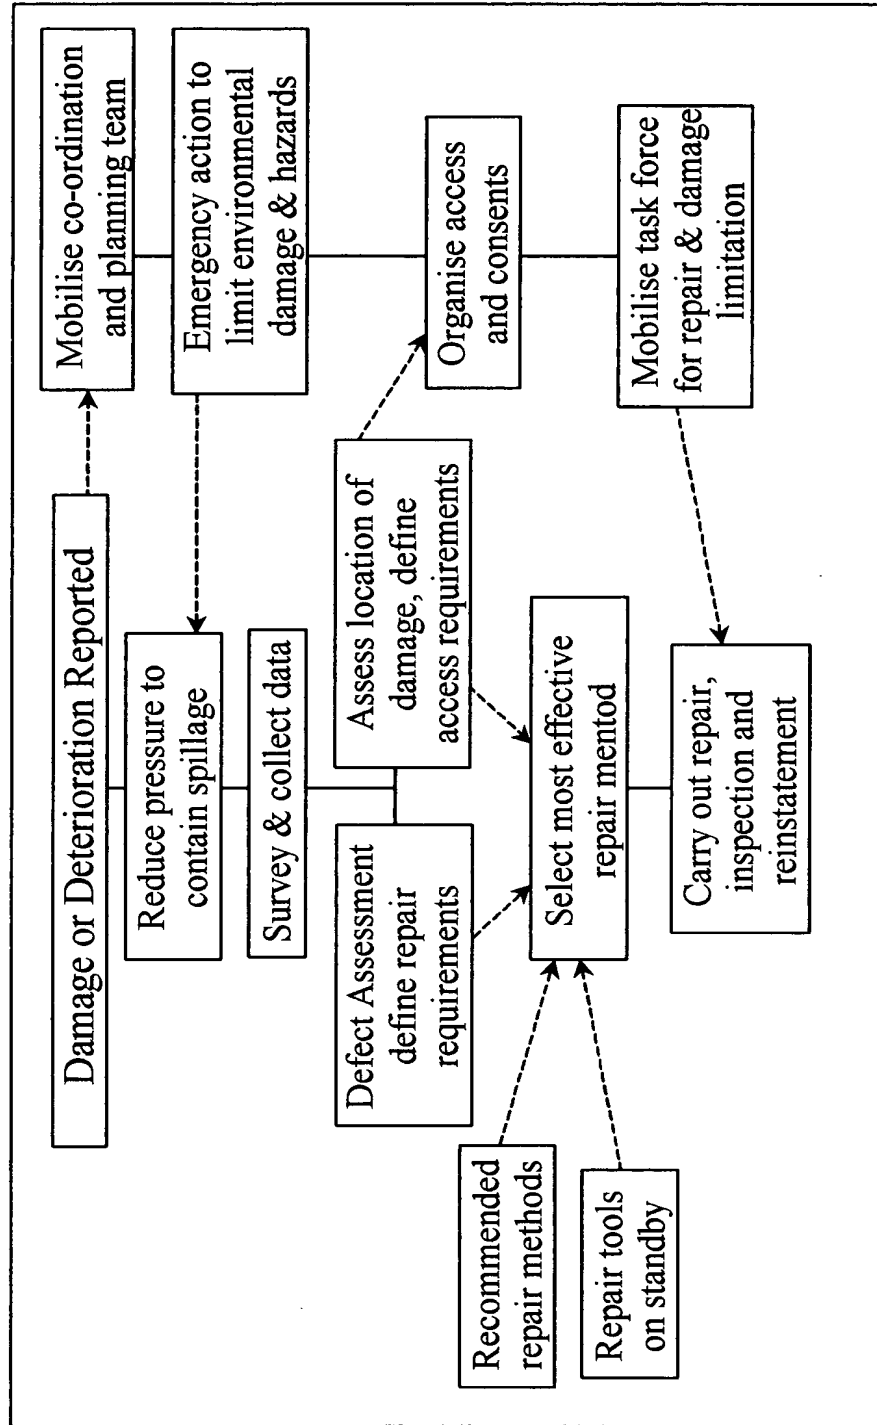 Damage or Deterioration Reported
Mobilise co-ordination
and planning team
Reduce pressure to
contain spillage
Emergency action to
limit environmental
damage & hazards
Survey & collect data
Defect Assessment
define repair
requirements
Assess location of
damage, define
access requirements
Organise access
and consents
Recommended
repair methods
Repair tools
on standby
Select most effective
repair mentod
Mobilise task force
for repair & damage
limitation
Carry out repair,
inspection and
reinstatement